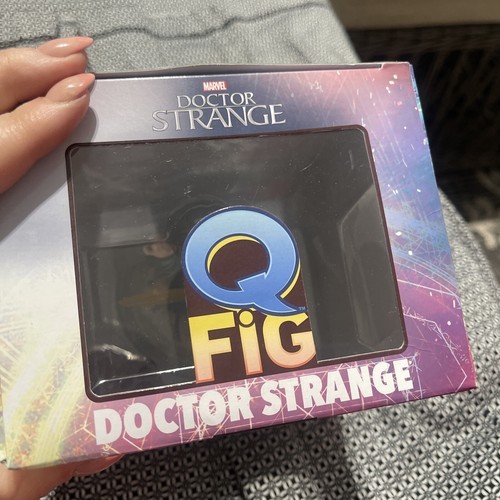 MARVEL
DOCTOR
STRANGE
Q
FiG
DOCTOR STRANGE